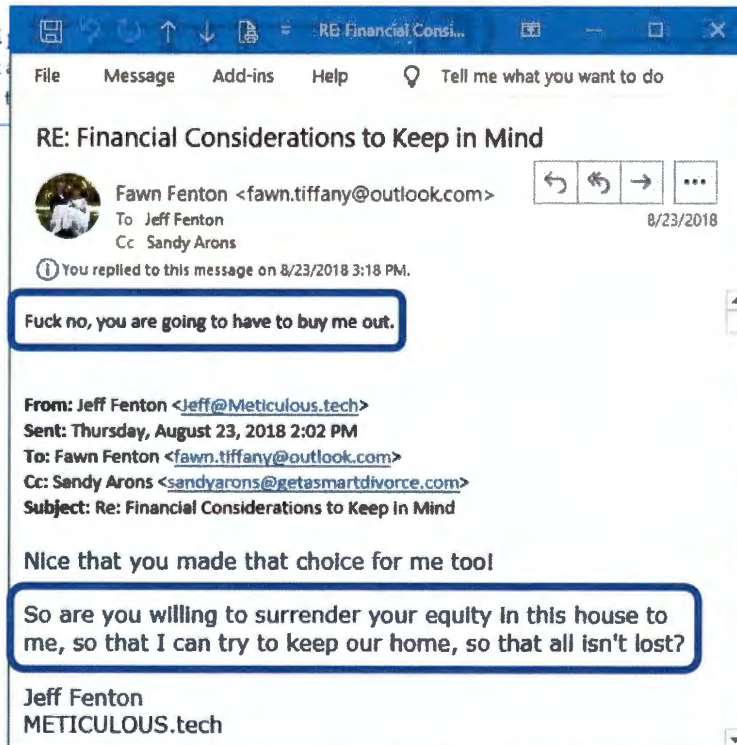 RE: Financial Consi...
File Message Add-ins Help Tell me what you want to do
RE: Financial Considerations to Keep in Mind
Fawn Fenton <fawn.tiffany@outlook.com>
To Jeff Fenton
8/23/2018
Cc Sandy Arons
You replied to this message on 8/23/2018 3:18 PM.
Fuck no, you are going to have to buy me out.
From: Jeff Fenton <Jeff@Meticulous.tech>
Sent: Thursday, August 23, 2018 2:02 PM
To: Fawn Fenton <fawn.tiffany@outlook.com>
Cc: Sandy Arons <sandyarons@getasmartdivorce.com>
Subject: Re: Financial Considerations to Keep in Mind
Nice that you made that choice for me too!
So are you willing to surrender your equity in this house to
me, so that I can try to keep our home, so that all isn't lost?
Jeff Fenton
METICULOUS.tech